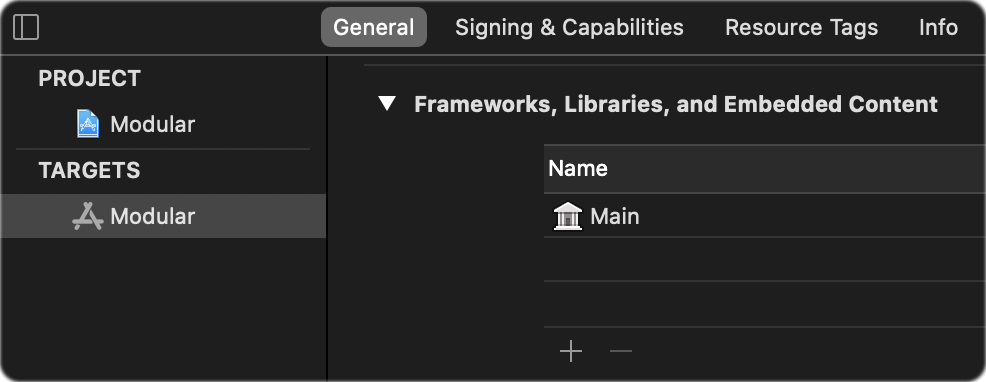 General Signing & Capabilities Resource Tags Info
PROJECT
Modular
TARGETS
Modular
Frameworks, Libraries, and Embedded Content
Name
Main